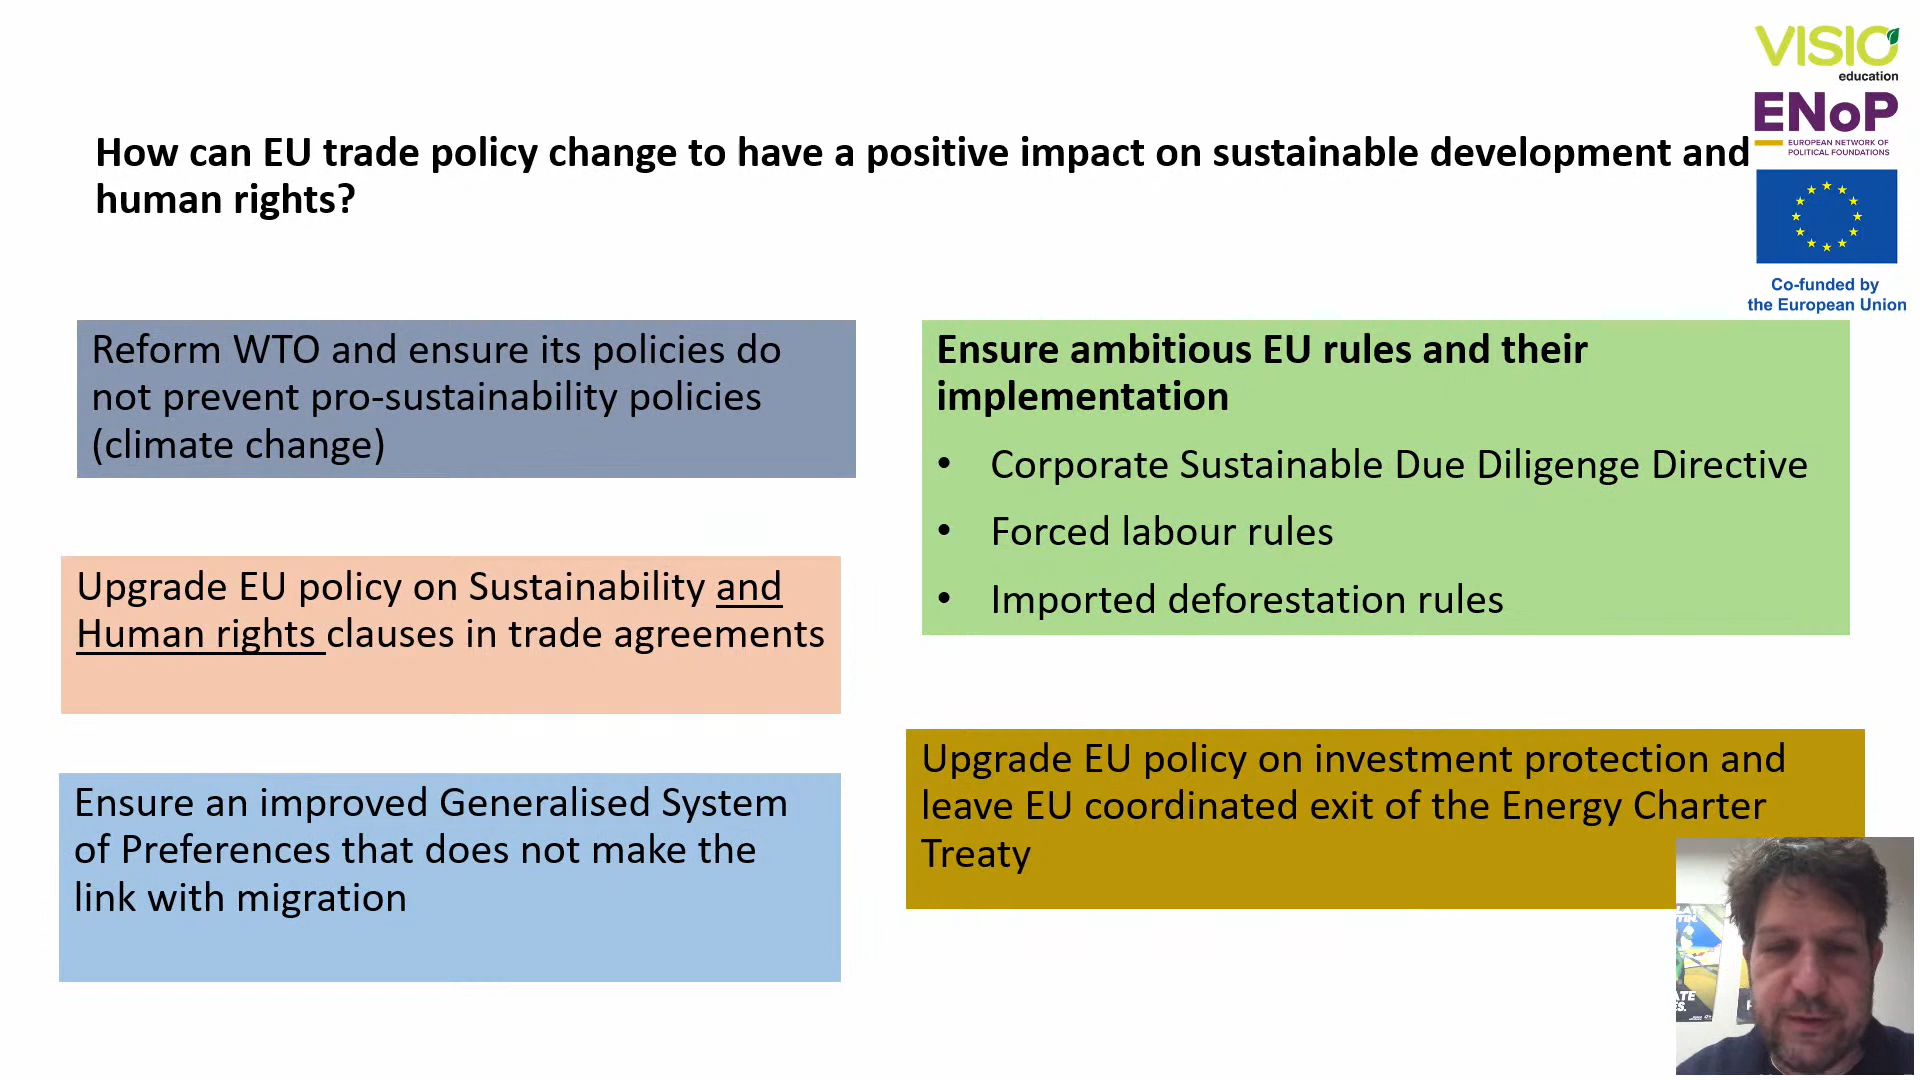 VISIO
education
ENoP
EUROPEAN NETWORK OF
POLITICAL FOUNDATIONS
Co-funded by
the European Union
How can EU trade policy change to have a positive impact on sustainable development and
human rights?
Reform WTO and ensure its policies do
not prevent pro-sustainability policies
(climate change)
Upgrade EU policy on Sustainability and
Human rights clauses in trade agreements
Ensure an improved Generalised System
of Preferences that does not make the
link with migration
Ensure ambitious EU rules and their
implementation
• Corporate Sustainable Due Diligenge Directive
• Forced labour rules
• Imported deforestation rules
Upgrade EU policy on investment protection and
leave EU coordinated exit of the Energy Charter
Treaty